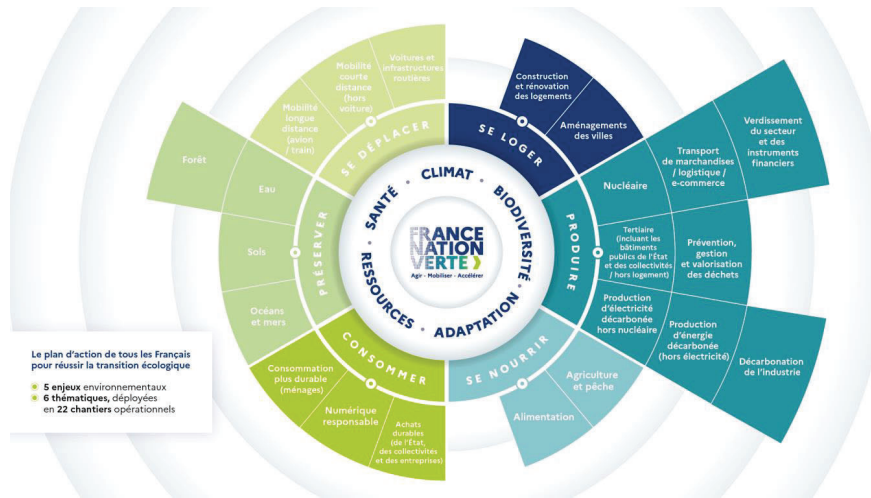 Voitures et
infrastructures
routières
Mobilité
courte
distance
(hors
voiture)
Mobilité
longue
distance
(avion
/ train)
SE DÉPLACER
Construction
et rénovation
des logements
Aménagements
des villes
SE LOGER
Verdissement
du secteur
et des
instruments
financiers
Transport
de marchandises
/ logistique /
e-commerce
Nucléaire
Tertiaire
(incluant les
bâtiments
publics de l'État
et des collectivités
/ hors logement)
Prévention,
gestion
et valorisation
des déchets
Production
d'électricité
décarbonée
hors nucléaire
Production
d'énergie
décarbonée
(hors électricité)
Décarbonation
de l'industrie
PRODUIRE
Agriculture
et pêche
Alimentation
SE NOURRIR
Consommation
plus durable
(ménages)
Numérique
responsable
Achats
durables
(de l'État,
des collectivités
et des entreprises)
CONSOMMER
Forêt
Eau
Sols
Océans
et mers
PRÉSERVER
SANTÉ • CLIMAT • BIODIVERSITÉ • ADAPTATION • RESSOURCES •
FRANCE
NATION
VERTE
Agir - Mobiliser - Accélérer
Le plan d'action de tous les Français
pour réussir la transition écologique
5 enjeux environnementaux
6 thématiques, déployées
en 22 chantiers opérationnels